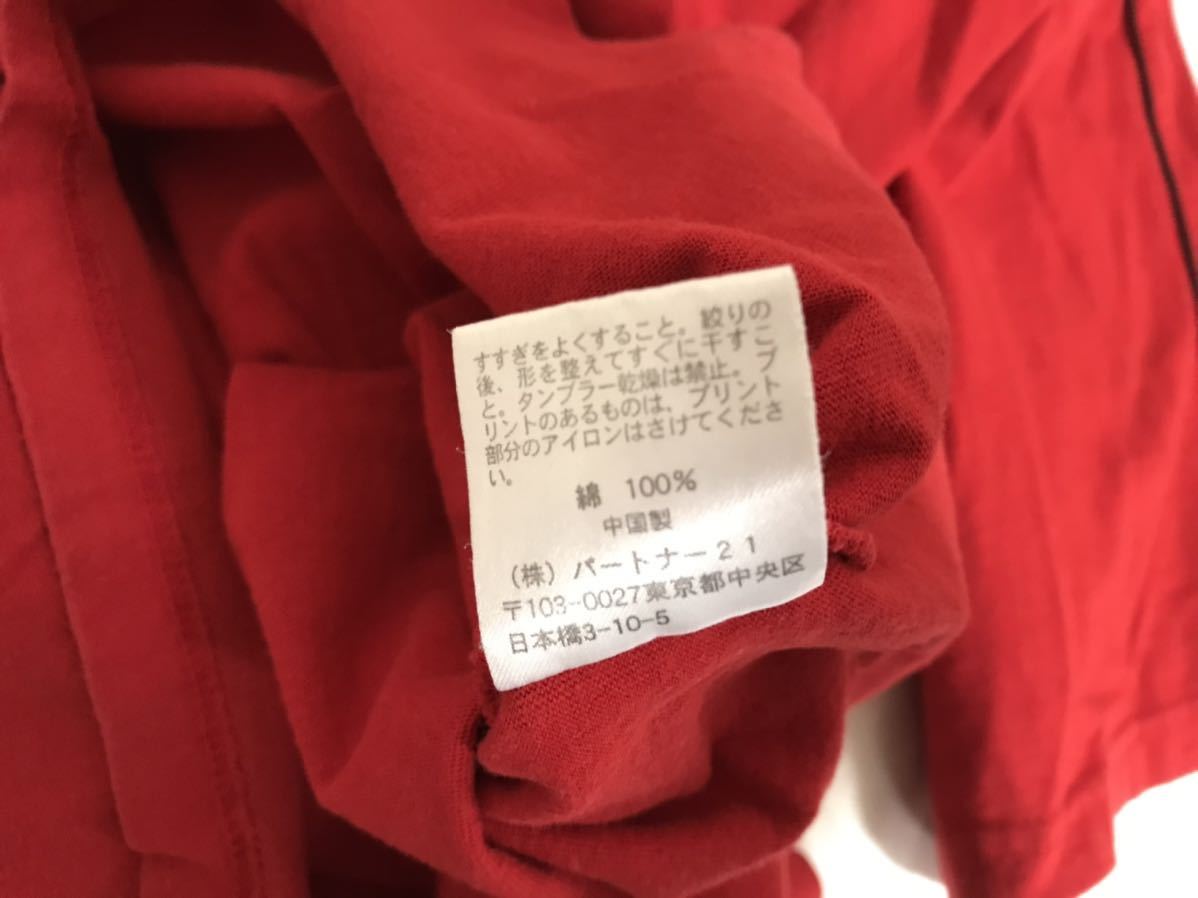 すすぎをよくすること。絞りの
後、形を整えてすぐに干すこ
と。タンブラー乾燥は禁止。プ
リントのあるものは、プリント
部分のアイロンはさけてくださ
い。
綿 100%
中国製
(株) パートナー21
〒103-0027東京都中央区
日本橋3-10-5